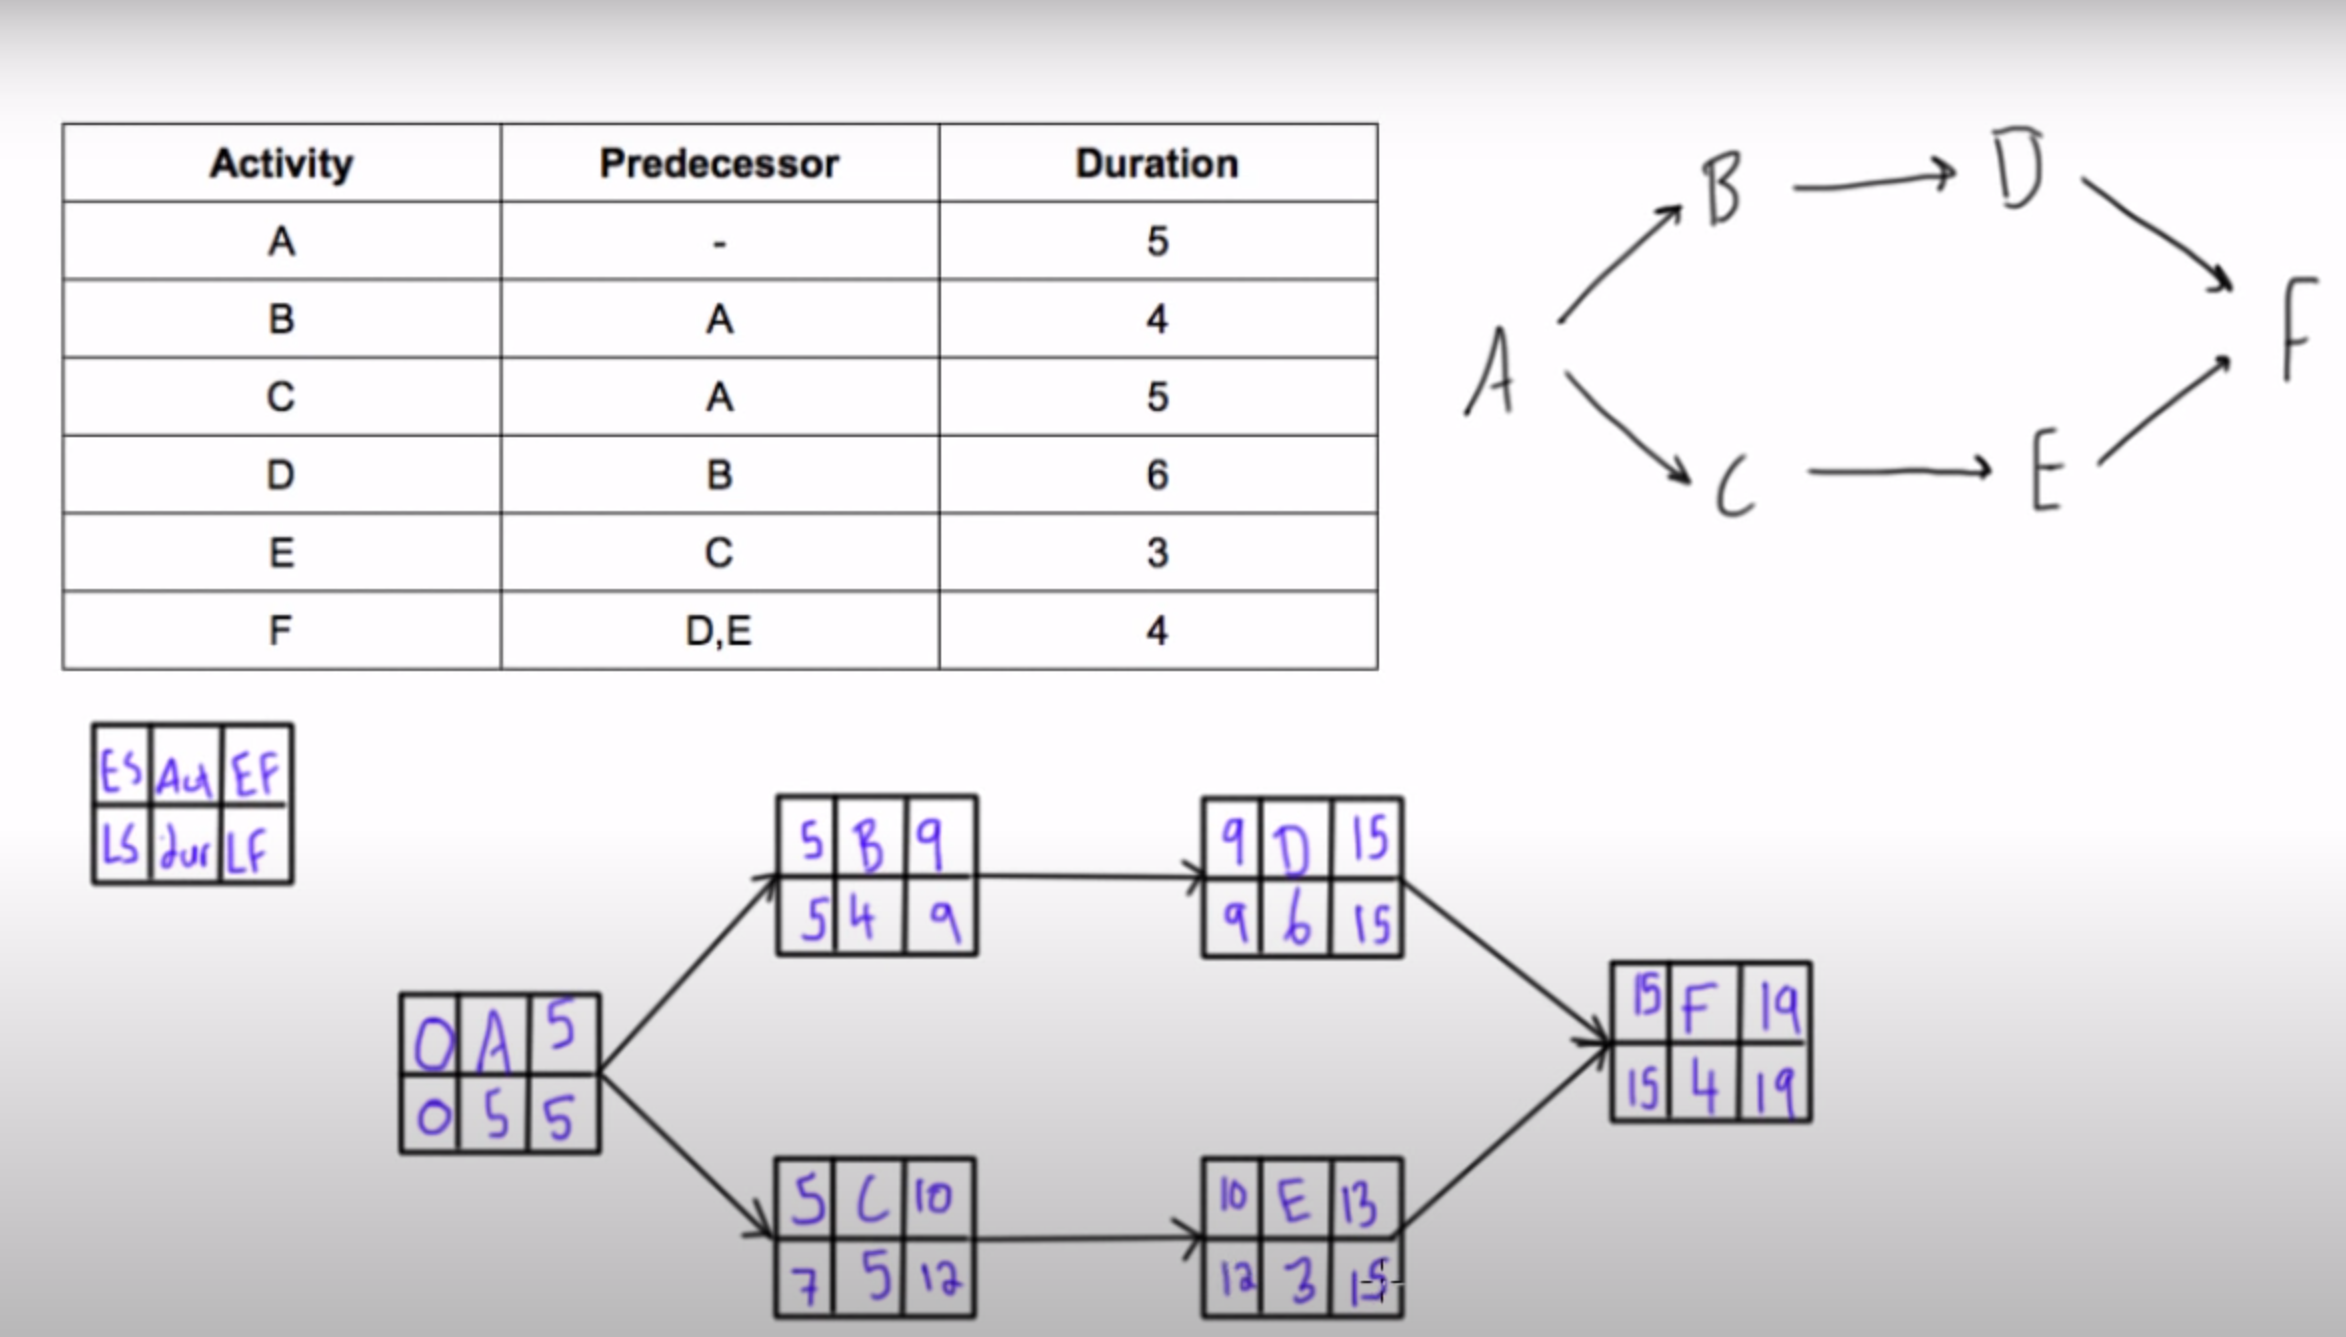 Activity Predecessor Duration
A - 5
B A 4
C A 5
D B 6
E C 3
F D,E 4
B D
A F
C E
ES Act EF
LS dur LF
5 B 9
5 4 9
9 D 15
9 6 15
0 A 5
0 5 5
15 F 19
15 4 19
5 C 10
7 5 12
10 E 13
12 3 15